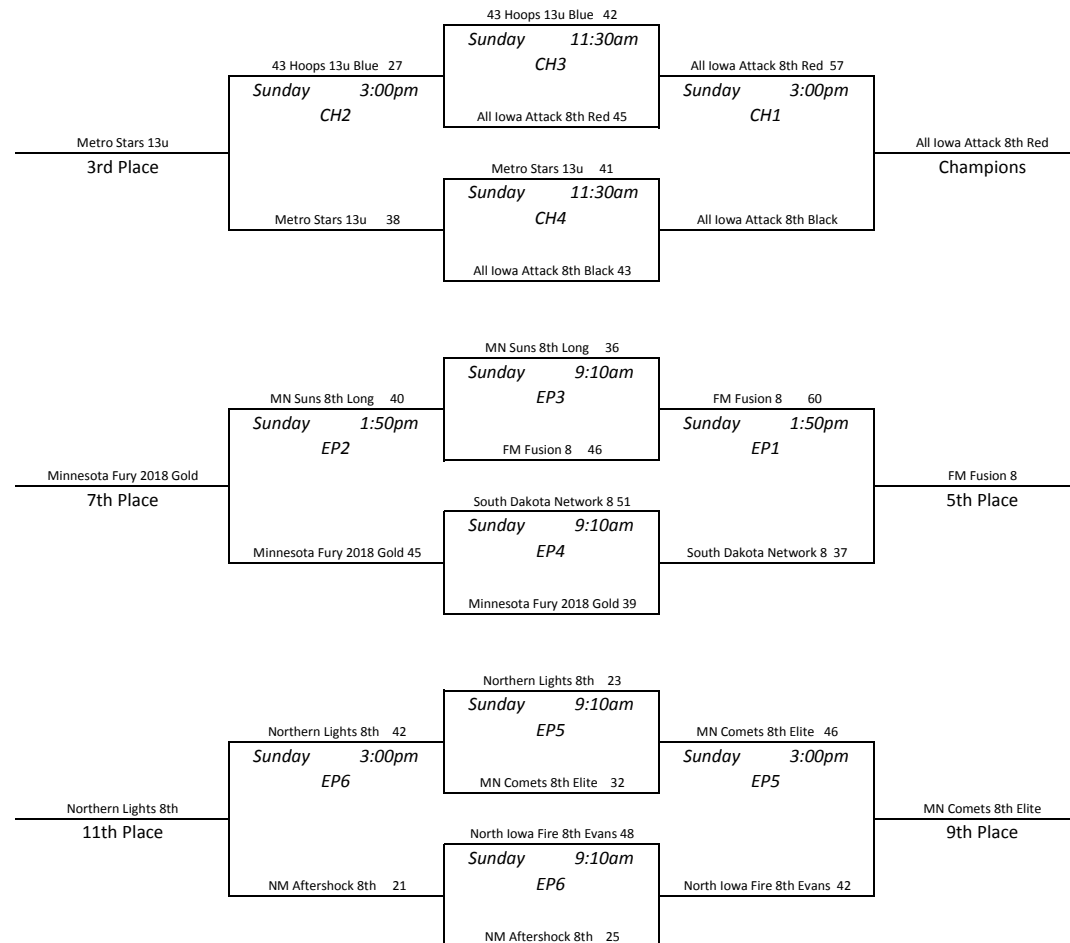 43 Hoops 13u Blue 42
Sunday 11:30am
43 Hoops 13u Blue 27
CH3
All Iowa Attack 8th Red 57
Sunday 3:00pm
Sunday 3:00pm
CH2
All Iowa Attack 8th Red 45
CH1
Metro Stars 13u
All Iowa Attack 8th Red
3rd Place
Metro Stars 13u 41
Champions
Sunday 11:30am
Metro Stars 13u 38
CH4
All Iowa Attack 8th Black
All Iowa Attack 8th Black 43
MN Suns 8th Long 36
Sunday 9:10am
MN Suns 8th Long 40
EP3
FM Fusion 8 60
Sunday 1:50pm
Sunday 1:50pm
EP2
FM Fusion 8 46
EP1
Minnesota Fury 2018 Gold
FM Fusion 8
7th Place
South Dakota Network 8 51
5th Place
Sunday 9:10am
Minnesota Fury 2018 Gold 45
EP4
South Dakota Network 8 37
Minnesota Fury 2018 Gold 39
Northern Lights 8th 23
Sunday 9:10am
Northern Lights 8th 42
EP5
MN Comets 8th Elite 46
Sunday 3:00pm
Sunday 3:00pm
EP6
MN Comets 8th Elite 32
EP5
Northern Lights 8th
MN Comets 8th Elite
11th Place
North Iowa Fire 8th Evans 48
9th Place
Sunday 9:10am
NM Aftershock 8th 21
EP6
North Iowa Fire 8th Evans 42
NM Aftershock 8th 25